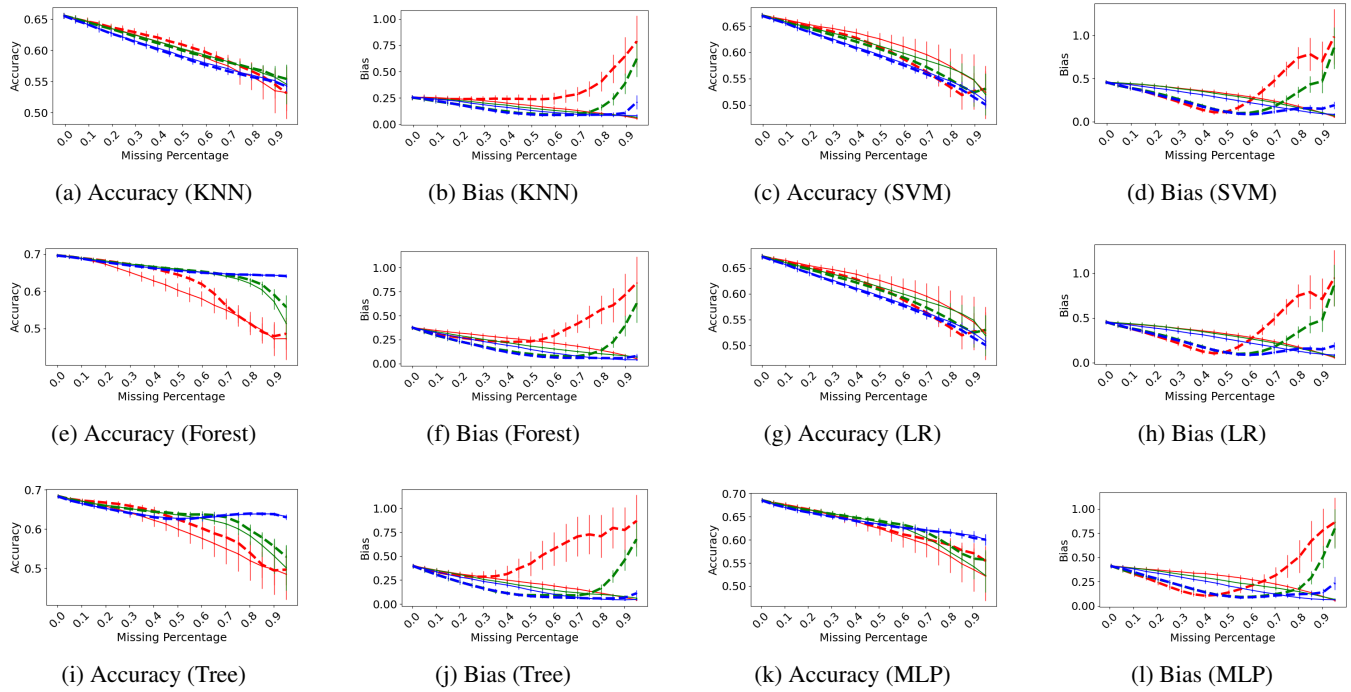 0.65
0.60
0.55
0.50
Accuracy
0.0 0.1 0.2 0.3 0.4 0.5 0.6 0.7 0.8 0.9
Missing Percentage
(a) Accuracy (KNN)
1.00
0.75
0.50
0.25
0.00
Bias
0.0 0.1 0.2 0.3 0.4 0.5 0.6 0.7 0.8 0.9
Missing Percentage
(b) Bias (KNN)
0.65
0.60
0.55
0.50
Accuracy
0.0 0.1 0.2 0.3 0.4 0.5 0.6 0.7 0.8 0.9
Missing Percentage
(c) Accuracy (SVM)
1.0
0.5
0.0
Bias
0.0 0.1 0.2 0.3 0.4 0.5 0.6 0.7 0.8 0.9
Missing Percentage
(d) Bias (SVM)
0.7
0.6
0.5
Accuracy
0.0 0.1 0.2 0.3 0.4 0.5 0.6 0.7 0.8 0.9
Missing Percentage
(e) Accuracy (Forest)
1.00
0.75
0.50
0.25
0.00
Bias
0.0 0.1 0.2 0.3 0.4 0.5 0.6 0.7 0.8 0.9
Missing Percentage
(f) Bias (Forest)
0.65
0.60
0.55
0.50
Accuracy
0.0 0.1 0.2 0.3 0.4 0.5 0.6 0.7 0.8 0.9
Missing Percentage
(g) Accuracy (LR)
1.0
0.5
0.0
Bias
0.0 0.1 0.2 0.3 0.4 0.5 0.6 0.7 0.8 0.9
Missing Percentage
(h) Bias (LR)
0.7
0.6
0.5
Accuracy
0.0 0.1 0.2 0.3 0.4 0.5 0.6 0.7 0.8 0.9
Missing Percentage
(i) Accuracy (Tree)
1.00
0.75
0.50
0.25
0.00
Bias
0.0 0.1 0.2 0.3 0.4 0.5 0.6 0.7 0.8 0.9
Missing Percentage
(j) Bias (Tree)
0.70
0.65
0.60
0.55
0.50
Accuracy
0.0 0.1 0.2 0.3 0.4 0.5 0.6 0.7 0.8 0.9
Missing Percentage
(k) Accuracy (MLP)
1.00
0.75
0.50
0.25
0.00
Bias
0.0 0.1 0.2 0.3 0.4 0.5 0.6 0.7 0.8 0.9
Missing Percentage
(l) Bias (MLP)